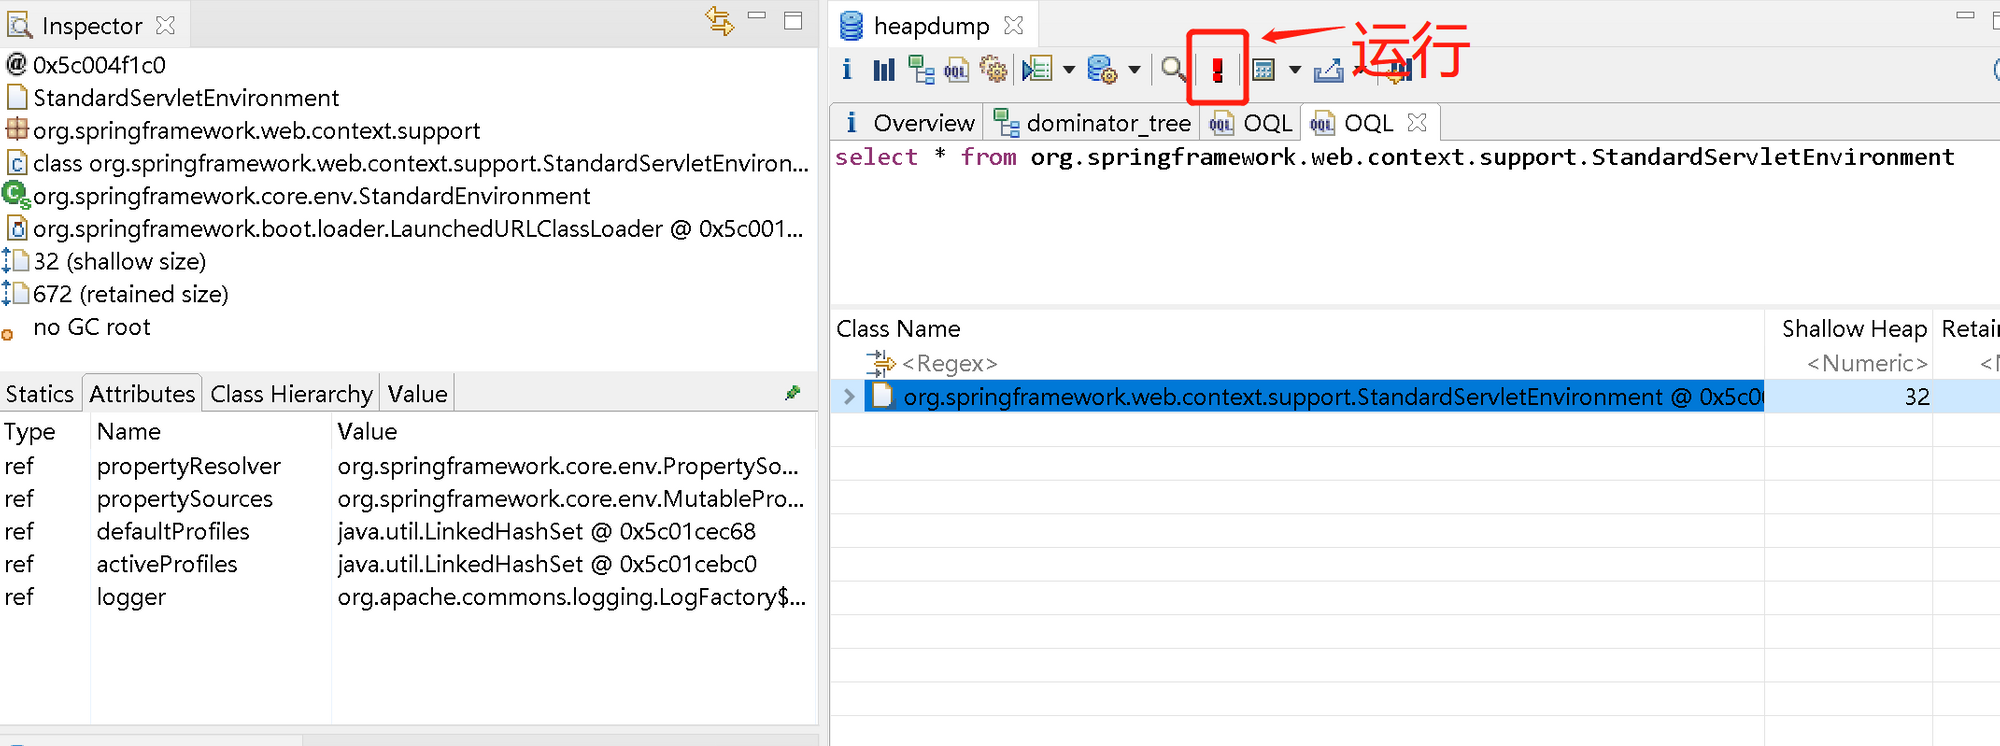 Inspector
@ 0x5c004f1c0
StandardServletEnvironment
org.springframework.web.context.support
class org.springframework.web.context.support.StandardServletEnviron...
org.springframework.core.env.StandardEnvironment
org.springframework.boot.loader.LaunchedURLClassLoader @ 0x5c001...
32 (shallow size)
672 (retained size)
no GC root
Statics Attributes Class Hierarchy Value
Type Name Value
ref propertyResolver org.springframework.core.env.PropertySo...
ref propertySources org.springframework.core.env.MutablePro...
ref defaultProfiles java.util.LinkedHashSet @ 0x5c01cec68
ref activeProfiles java.util.LinkedHashSet @ 0x5c01cebc0
ref logger org.apache.commons.logging.LogFactory$...
heapdump
运行
i Overview dominator_tree OQL OQL
select * from org.springframework.web.context.support.StandardServletEnvironment
Class Name Shallow Heap Retai
<Regex> <Numeric> <N
org.springframework.web.context.support.StandardServletEnvironment @ 0x5c0 32